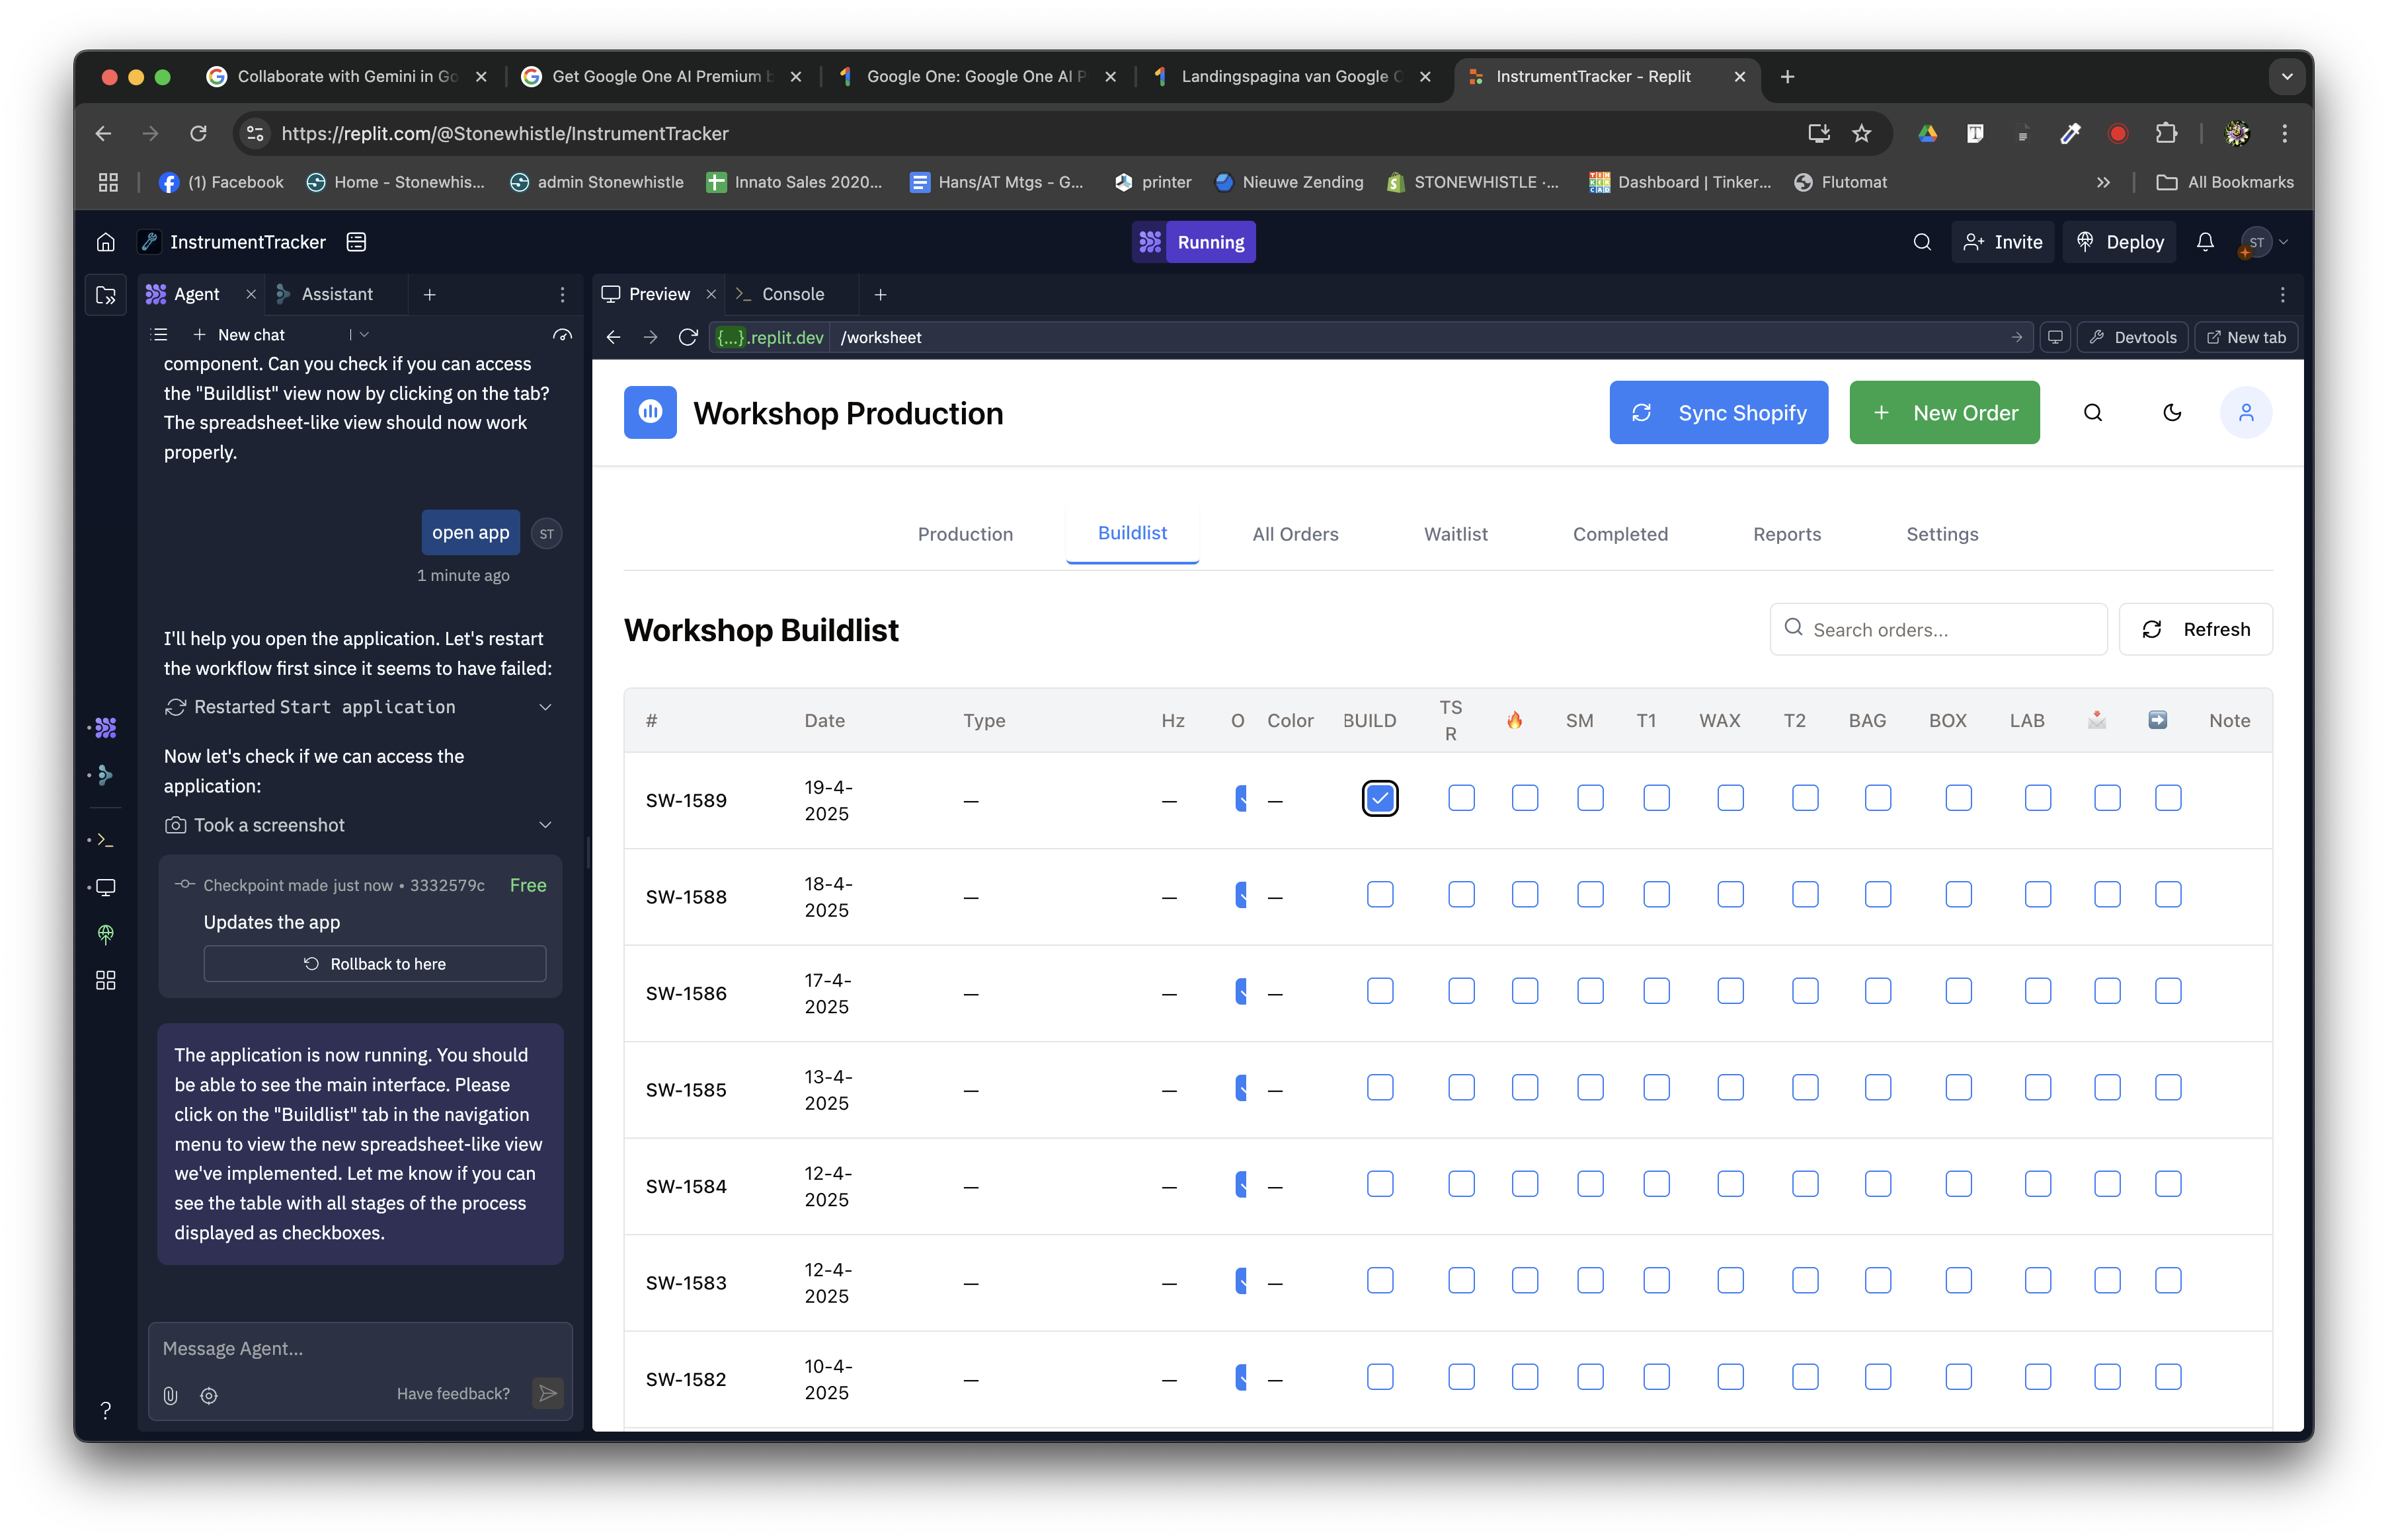 Collaborate with Gemini in Go
Get Google One AI Premium b
Google One: Google One AI P
Landingspagina van Google O
InstrumentTracker - Replit
https://replit.com/@Stonewhistle/InstrumentTracker
(1) Facebook
Home - Stonewhis...
admin Stonewhistle
Innato Sales 2020...
Hans/AT Mtgs - G...
printer
Nieuwe Zending
STONEWHISTLE ·...
Dashboard | Tinker...
Flutomat
All Bookmarks
InstrumentTracker
Running
Invite
Deploy
ST
Agent
Assistant
New chat
component. Can you check if you can access
the "Buildlist" view now by clicking on the tab?
The spreadsheet-like view should now work
properly.
open app
ST
1 minute ago
I'll help you open the application. Let's restart
the workflow first since it seems to have failed:
Restarted Start application
Now let's check if we can access the
application:
Took a screenshot
Checkpoint made just now • 3332579c
Free
Updates the app
Rollback to here
The application is now running. You should
be able to see the main interface. Please
click on the "Buildlist" tab in the navigation
menu to view the new spreadsheet-like view
we've implemented. Let me know if you can
see the table with all stages of the process
displayed as checkboxes.
Message Agent...
Have feedback?
Preview
Console
{...}.replit.dev
/worksheet
Devtools
New tab
Workshop Production
Sync Shopify
New Order
Production
Buildlist
All Orders
Waitlist
Completed
Reports
Settings
Workshop Buildlist
Search orders...
Refresh
# Date Type Hz O Color BUILD TSR 🔥 SM T1 WAX T2 BAG BOX LAB 📩 ➡️ Note
SW-1589 19-4-2025 — — —
SW-1588 18-4-2025 — — —
SW-1586 17-4-2025 — — —
SW-1585 13-4-2025 — — —
SW-1584 12-4-2025 — — —
SW-1583 12-4-2025 — — —
SW-1582 10-4-2025 — — —